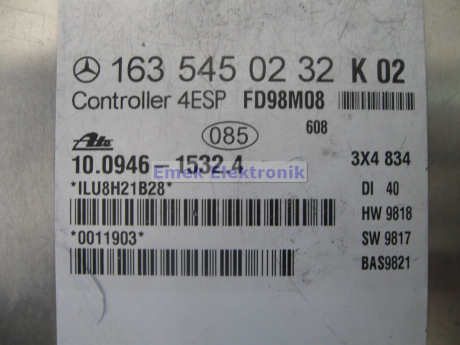 163 545 02 32 K 02
Controller 4ESP FD98M08
085 608
Ate
10.0946-1532.4 3X4 834
Emek Elektronik
*ILU8H21B28* DI 40
HW 9818
*0011903* SW 9817
BAS9821